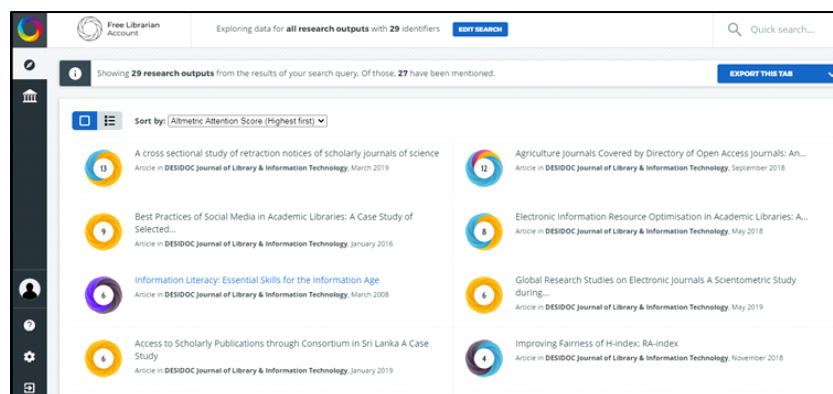 Free Librarian
Account
Exploring data for all research outputs with 29 identifiers
EDIT SEARCH
Quick search...
Showing 29 research outputs from the results of your search query. Of those, 27 have been mentioned.
EXPORT THIS TAB
Sort by: Altmetric Attention Score (Highest first)
13
A cross sectional study of retraction notices of scholarly journals of science
Article in DESIDOC Journal of Library & Information Technology, March 2019
12
Agriculture Journals Covered by Directory of Open Access Journals: An...
Article in DESIDOC Journal of Library & Information Technology, September 2018
9
Best Practices of Social Media in Academic Libraries: A Case Study of
Selected...
Article in DESIDOC Journal of Library & Information Technology, January 2016
8
Electronic Information Resource Optimisation in Academic Libraries: A...
Article in DESIDOC Journal of Library & Information Technology, May 2018
6
Information Literacy: Essential Skills for the Information Age
Article in DESIDOC Journal of Library & Information Technology, March 2008
6
Global Research Studies on Electronic Journals A Scientometric Study
during...
Article in DESIDOC Journal of Library & Information Technology, May 2019
6
Access to Scholarly Publications through Consortium in Sri Lanka A Case
Study
Article in DESIDOC Journal of Library & Information Technology, January 2019
4
Improving Fairness of H-index: RA-index
Article in DESIDOC Journal of Library & Information Technology, November 2018